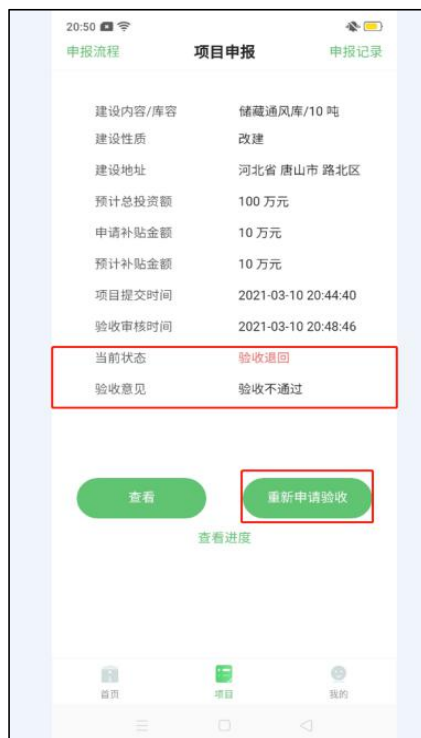 20:50
申报流程 项目申报 申报记录
建设内容/库容 储藏通风库/10 吨
建设性质 改建
建设地址 河北省 唐山市 路北区
预计总投资额 100 万元
申请补贴金额 10 万元
预计补贴金额 10 万元
项目提交时间 2021-03-10 20:44:40
验收审核时间 2021-03-10 20:48:46
当前状态 验收退回
验收意见 验收不通过
查看 重新申请验收
查看进度
首页 项目 我的